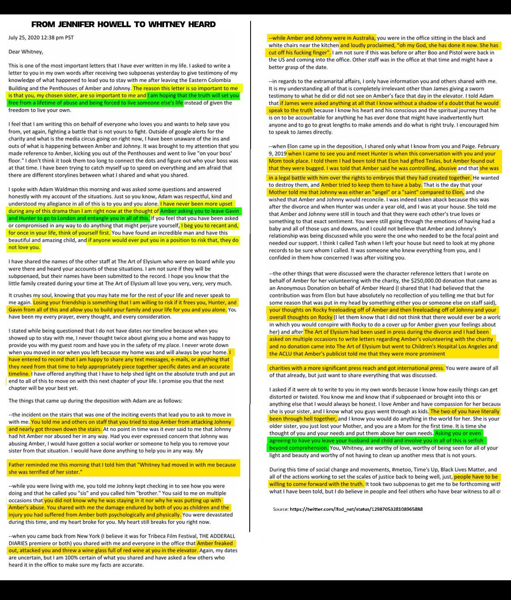 FROM JENNIFER HOWELL TO WHITNEY HEARD
July 25, 2020 12:38 pm PST
Dear Whitney,
This is one of the most important letters that I have ever written in my life. I asked to write a
letter to you in my own words after receiving two subpoenas yesterday to give testimony of my
knowledge of what happened to lead you to stay with me after leaving the Eastern Columbia
Building and the Penthouses of Amber and Johnny. The reason this letter is so important to me
is that you, my chosen sister, are so important to me and I am hoping that the truth will set you
free from a lifetime of abuse and being forced to live someone else's life instead of given the
freedom to live your own.
I feel that I am writing this on behalf of everyone who loves you and wants to help save you
from, yet again, fighting a battle that is not yours to fight. Outside of google alerts for the
charity and what is the media circus going on right now, I have been unaware of the ins and
outs of what is happening between Amber and Johnny. It was brought to my attention that you
made reference to Amber, kicking you out of the Penthouses and went to live "on your boss'
floor." I don't think it took them too long to connect the dots and figure out who your boss was
at that time. I have been trying to catch myself up to speed on everything and am afraid that
there are different storylines between what I shared and what you shared.
I spoke to Adam Waldman this morning and was asked some questions and answered
honestly with my account of the situations. Just so you know, Adam was respectful, kind and
understood my allegiance in all of this is to you and you alone. I have never been more upset
during any of this drama than I am right now at the thought of Amber asking you to leave Gavin
and Hunter to go to London and entangle you in all of this. If you feel that you have been asked
or compromised in any way to do anything that might perjure yourself, I beg you to recant and,
for once in your life, think of yourself first. You have found an incredible man and have this
beautiful and amazing child, and if anyone would ever put you in a position to risk that, they do
not love you.
I have shared the names of the other staff at The Art of Elysium who were on board while you
were there and heard your accounts of these situations. I am not sure if they will be
subpoenaed, but their names have been submitted to the record. I hope you know that the
little family created during your time at The Art of Elysium all love you very, very, very much.
It crushes my soul, knowing that you may hate me for the rest of your life and never speak to
me again. Losing your friendship is something that I am willing to risk if it frees you, Hunter, and
Gavin from all of this and allow you to build your family and your life for you and you alone. You
have been my every prayer, every thought, and every consideration.
I stated while being questioned that I do not have dates nor timeline because when you
showed up to stay with me, I never thought twice about giving you a home and was happy to
provide you with my guest room and have you in the safety of my place. I never wrote down
when you moved in nor when you left because my home was and will always be your home. I
have entered to record that I am happy to share any text messages, e-mails, or anything that
they need from that time to help appropriately piece together specific dates and an accurate
timeline. I have offered anything that I have to help shed light on the absolute truth and put an
end to all of this to move on with this next chapter of your life. I promise you that the next
chapter will be your best yet.
The things that came up during the deposition with Adam are as follows:
--the incident on the stairs was one of the inciting events that lead you to ask to move in
with me. You told me and others on staff that you tried to stop Amber from attacking Johnny
and nearly got thrown down the stairs. At no point in time was it ever said to me that Johnny
had hit Amber nor abused her in any way. Had you ever expressed concern that Johnny was
abusing Amber, I would have gotten a social worker or someone to help you to remove your
sister from that situation. I would have done anything to help you in any way. My
Father reminded me this morning that I told him that "Whitney had moved in with me because
she was terrified of her sister."
--while you were living with me, you told me Johnny kept checking in to see how you were
doing and that he called you "sis" and you called him "brother." You said to me on multiple
occasions that you did not know why he was staying in it nor why he was putting up with
Amber's abuse. You shared with me the damage endured by both of you as children and the
injury you had suffered from Amber both psychologically and physically. You were devastated
during this time, and my heart broke for you. My heart still breaks for you right now.
--when you came back from New York (I believe it was for Tribeca Film Festival, THE ADDERALL
DIARIES premiere or both) you shared with me and everyone in the office that Amber freaked
out, attacked you and threw a wine glass full of red wine at you in the elevator. Again, my dates
are uncertain, but I am 100% certain of what you shared and have asked a few others who
heard it in the office to make sure my facts are accurate.
--while Amber and Johnny were in Australia, you were in the office sitting in the black and
white chairs near the kitchen and loudly proclaimed, "oh my God, she has done it now. She has
cut off his fucking finger". I am not sure if this was before or after Boo and Pistol were back in
the US and coming into the office. Other staff was in the office at that time and might have a
better grasp of the date.
--in regards to the extramarital affairs, I only have information you and others shared with me.
It is my understanding all of that is completely irrelevant other than James giving a sworn
testimony to what he did or did not see on Amber's face that day in the elevator. I told Adam
that if James were asked anything at all that I know without a shadow of a doubt that he would
speak to the truth because I know his heart and his conscious and the spiritual journey that he
is on to be accountable for anything he has ever done that might have inadvertently hurt
anyone and to go to great lengths to make amends and do what is right truly. I encouraged him
to speak to James directly.
--when Elon came up in the deposition, I shared only what I know from you and Paige. February
9, 2019 when I came to see you and meet Hunter is when this conversation with you and your
Mom took place. I told them I had been told that Elon had gifted Teslas, but Amber found out
that they were bugged. I was told that Amber said he was controlling, abusive and that she was
in a legal battle with him over the rights to embryos that they had created together. He wanted
to destroy them, and Amber tried to keep them to have a baby. That is the day that your
Mother told me that Johnny was either an "angel" or a "saint" compared to Elon, and she
wished that Amber and Johnny would reconcile. I was indeed taken aback because this was
after the divorce and when Hunter was under a year old, and I was at your house. She told me
that Amber and Johnny were still in touch and that they were each other's true loves or
something to that exact sentiment. You were still going through the emotions of having had a
baby and all of those ups and downs, and I could not believe that Amber and Johnny's
relationship was being discussed while you were the one who needed to be the focal point and
needed our support. I think I called Tash when I left your house but need to look at my phone
records to be sure whom I called. It was someone who knew everything from you, and I
confided in them how concerned I was after visiting you.
--the other things that were discussed were the character reference letters that I wrote on
behalf of Amber for her volunteering with the charity, the $250,000.00 donation that came as
an Anonymous Donation on behalf of Amber Heard (I shared that I had believed that the
contribution was from Elon but have absolutely no recollection of you telling me that but for
some reason that was put in my head by either you or someone else on staff said),
your thoughts on Rocky freeloading off of Amber and then freeloading off of Johnny and your
overall thoughts on Rocky (I let them know that I did not think that there would ever be a world
in which you would conspire with Rocky to do a cover up for Amber given your feelings about
her) and after The Art of Elysium had been used to press during the divorce and I had been
asked on multiple occasions to write letters regarding Amber's volunteering with the charity
and no donation came into The Art of Elysium but went to Children's Hospital Los Angeles and
the ACLU that Amber's publicist told me that they were more prominent
charities with a more significant press reach and got international press. You were aware of all
of that already, but just want to share everything that was discussed.
I asked if it were ok to write to you in my own words because I know how easily things can get
distorted or twisted. You know me and know that if subpoenaed or brought into this or
anything else that I would always be honest. I love Amber and have compassion for her because
she is your sister, and I know what you guys went through as kids. The two of you have literally
been through hell together, and I know you would do anything in the world for her. She is your
older sister, you just lost your Mother, and you are a Mom for the first time. It is time she
thought of you and your needs and put them above her own needs. Asking you or even
agreeing to have you leave your husband and child and involve you in all of this is selfish
beyond comprehension. You, Whitney, are worthy of love, worthy of being seen for all of your
light and beauty and worthy of not having to clean up another mess that is not yours.
During this time of social change and movements, #metoo, Time's Up, Black Lives Matter, and
all of the actions working to set the scales of justice back to being well, just, people have to be
willing to come forward with the truth. It took two subpoenas to get me to be forthcoming with
what I have been told, but I do believe in people and feel others who have bear witness to all of
Source: https://twitter.com/